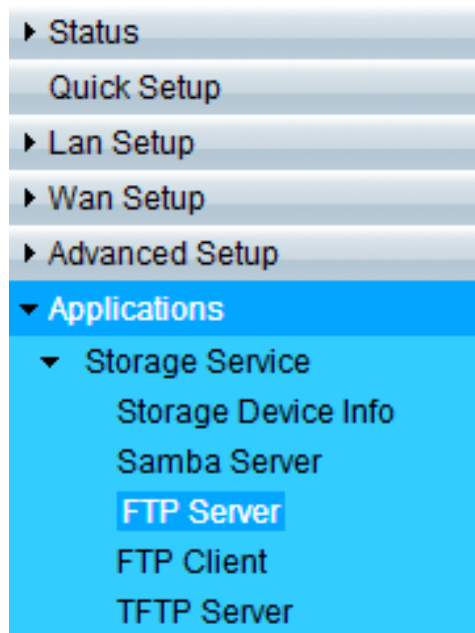 Status
Quick Setup
Lan Setup
Wan Setup
Advanced Setup
Applications
Storage Service
Storage Device Info
Samba Server
FTP Server
FTP Client
TFTP Server